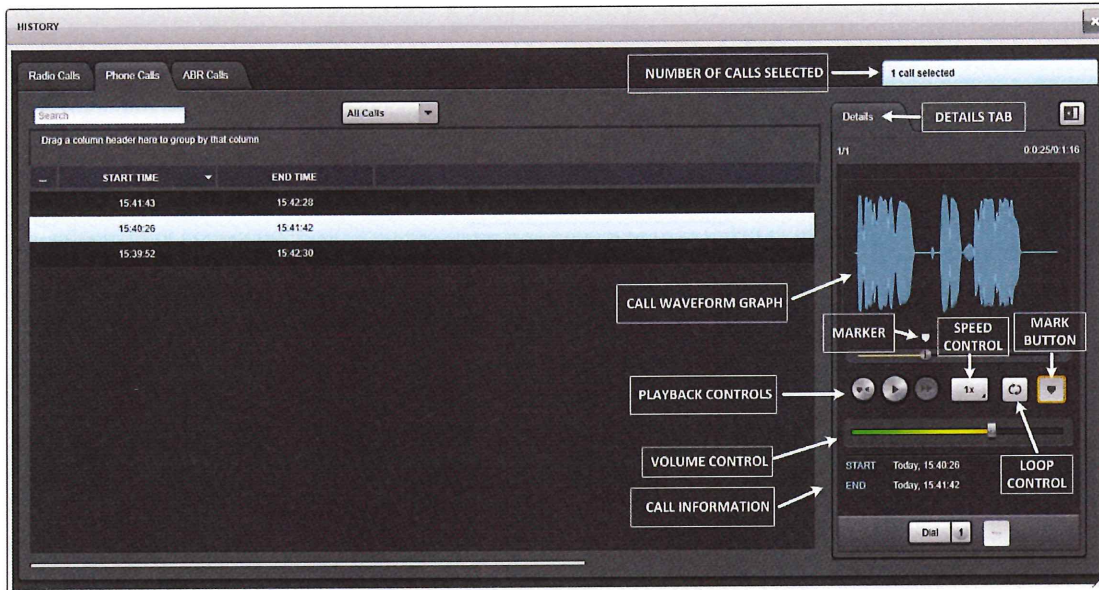 HISTORY
Radio Calls
Phone Calls
ABR Calls
NUMBER OF CALLS SELECTED
1 call selected
Search
All Calls
Details
DETAILS TAB
Drag a column header here to group by that column
1/1
0:0:25/0:1:16
START TIME
END TIME
15:41:43
15:42:28
15:40:26
15:41:42
15:39:52
15:42:30
CALL WAVEFORM GRAPH
MARKER
SPEED
CONTROL
MARK
BUTTON
PLAYBACK CONTROLS
1x
VOLUME CONTROL
START Today, 15:40:26
END Today, 15:41:42
LOOP
CONTROL
CALL INFORMATION
Dial 1